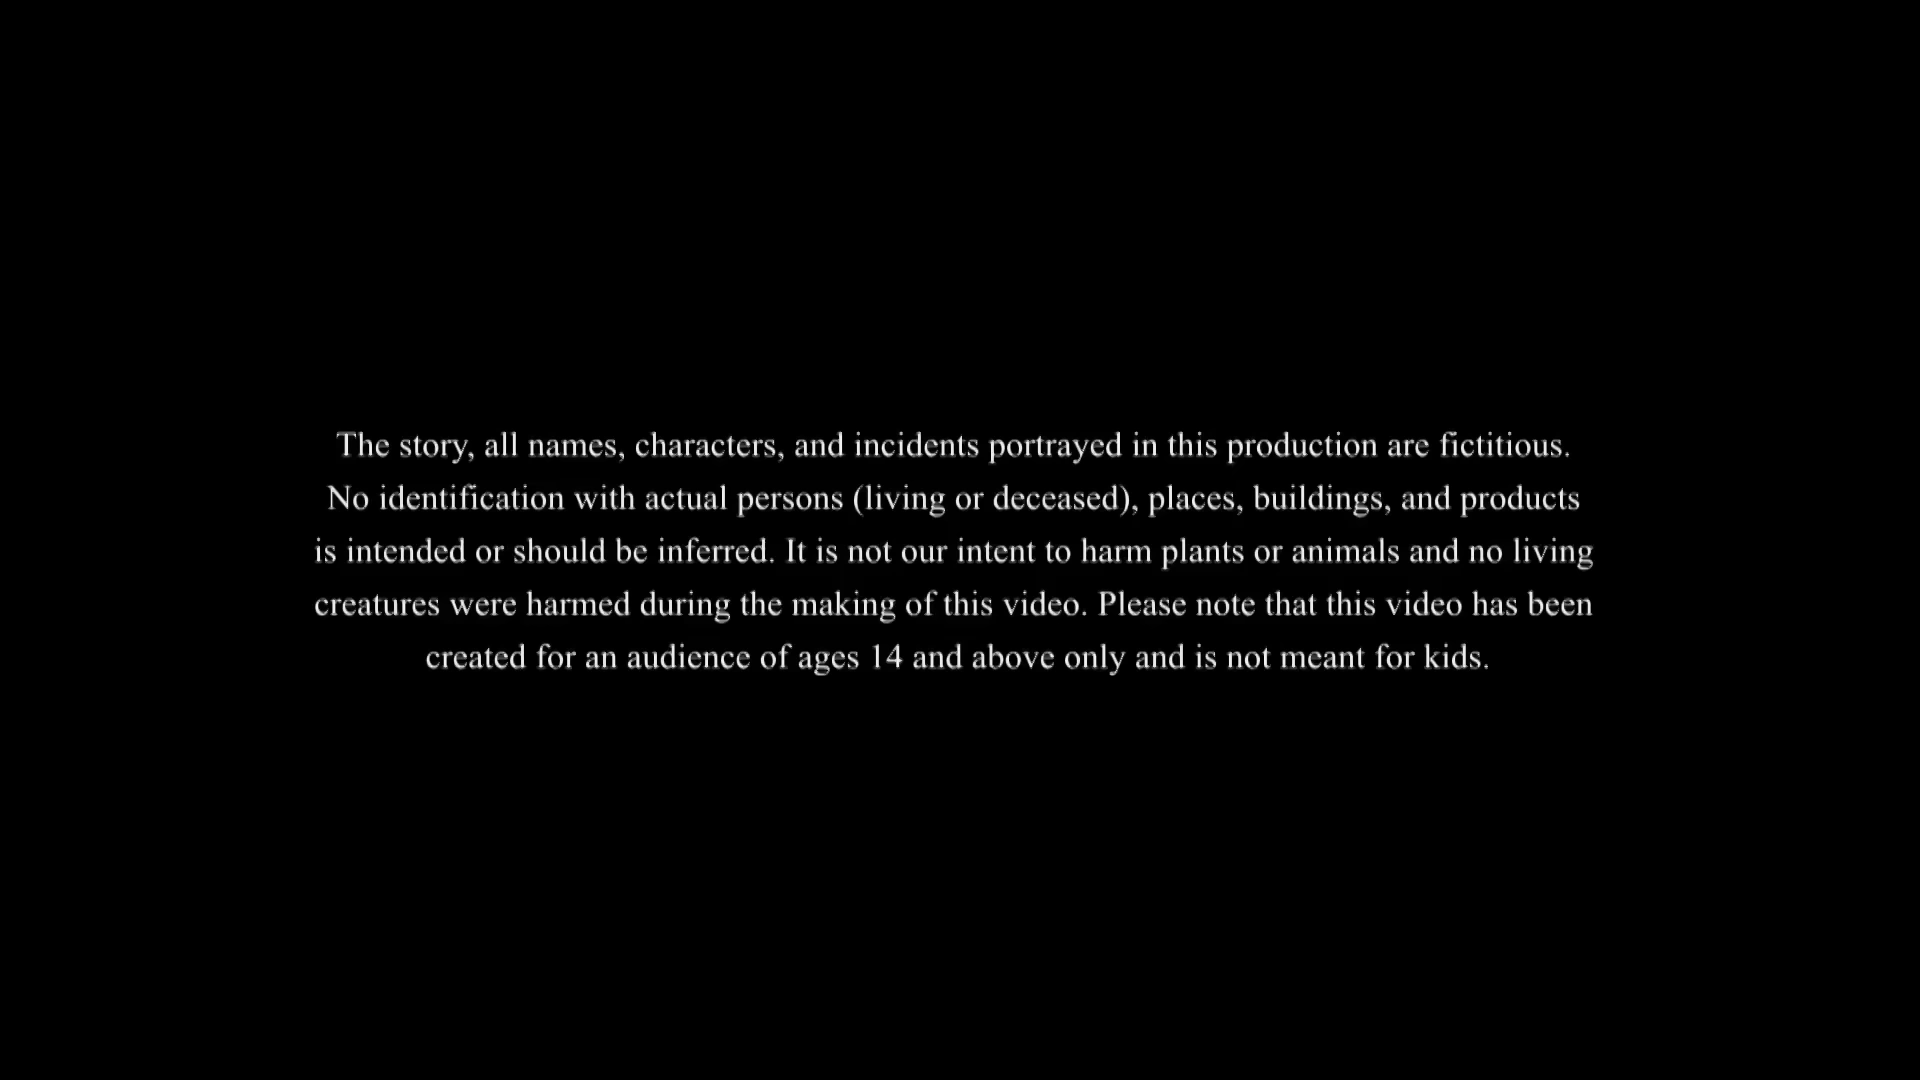 The story, all names, characters, and incidents portrayed in this production are fictitious.
No identification with actual persons (living or deceased), places, buildings, and products
is intended or should be inferred. It is not our intent to harm plants or animals and no living
creatures were harmed during the making of this video. Please note that this video has been
created for an audience of ages 14 and above only and is not meant for kids.